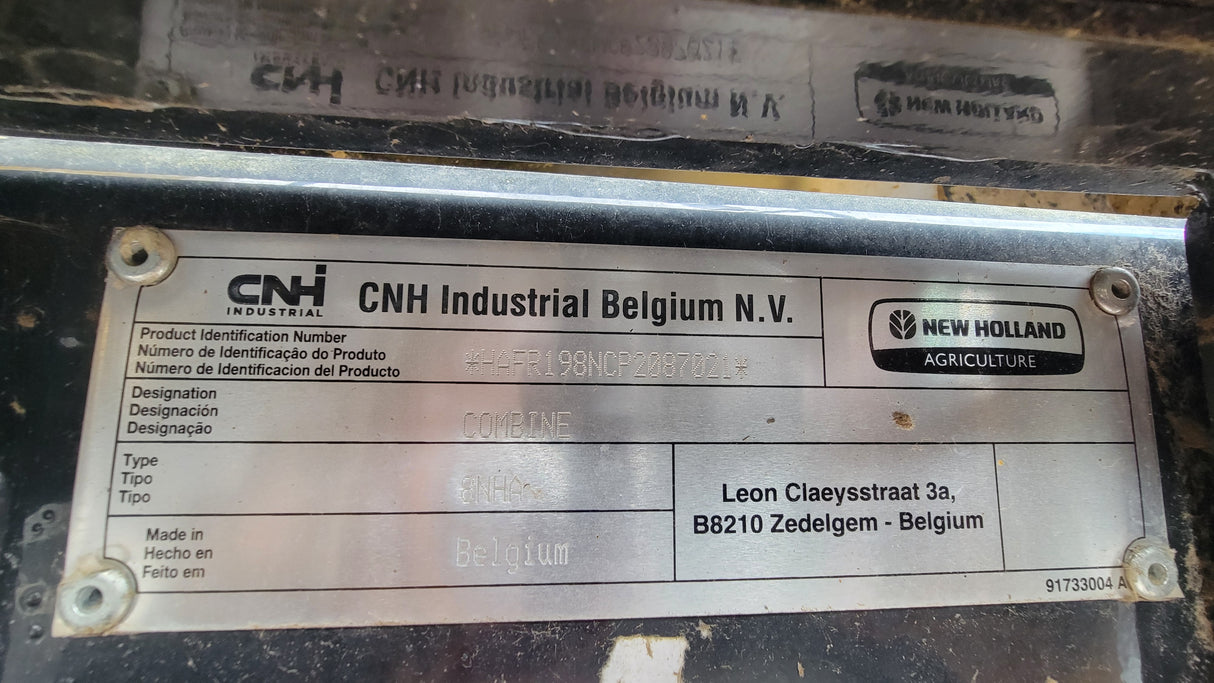 CNH
INDUSTRIAL
CNH Industrial Belgium N.V.
NEW HOLLAND
AGRICULTURE
Product Identification Number
Número de Identificação do Produto
Número de Identificacion del Producto
*HAFR198NCP2087021*
Designation
Designación
Designação
COMBINE
Type
Tipo
Tipo
8NHA
Leon Claeysstraat 3a,
B8210 Zedelgem - Belgium
Made in
Hecho en
Feito em
Belgium
91733004 A